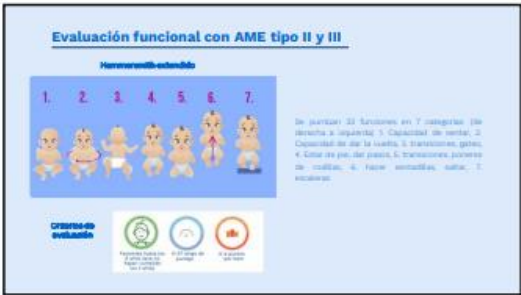 Evaluación funcional con AME tipo II y III
Hammersmith extendido
1. 2. 3. 4. 5. 6. 7.
Se puntúan 33 funciones en 7 categorías (de
derecha a izquierda) 1. Capacidad de sentar, 2.
Capacidad de dar la vuelta, 3. transiciones, gateo,
4. Estar de pie, dar pasos, 5. transiciones, ponerse
de rodillas, 6. hacer sentadillas, saltar, 7.
escaleras
Criterios de
evaluación
Pacientes hasta los